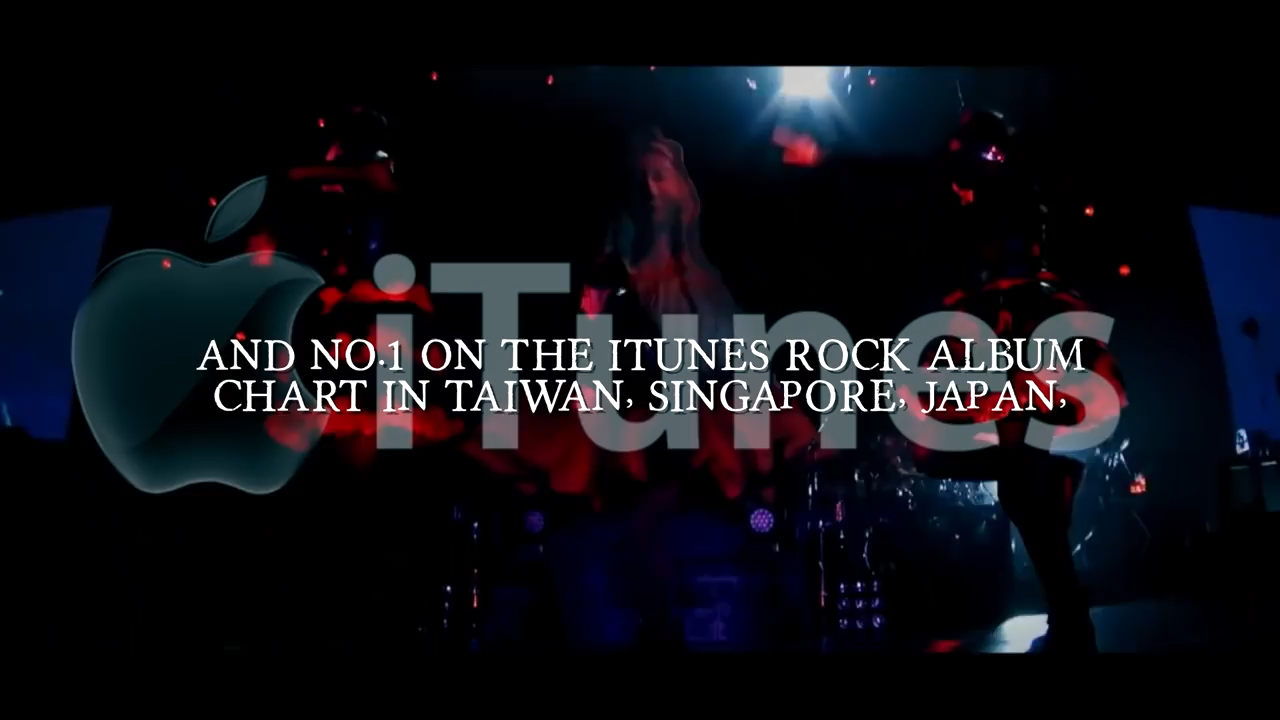 iTunes
AND NO.1 ON THE ITUNES ROCK ALBUM
CHART IN TAIWAN, SINGAPORE, JAPAN,